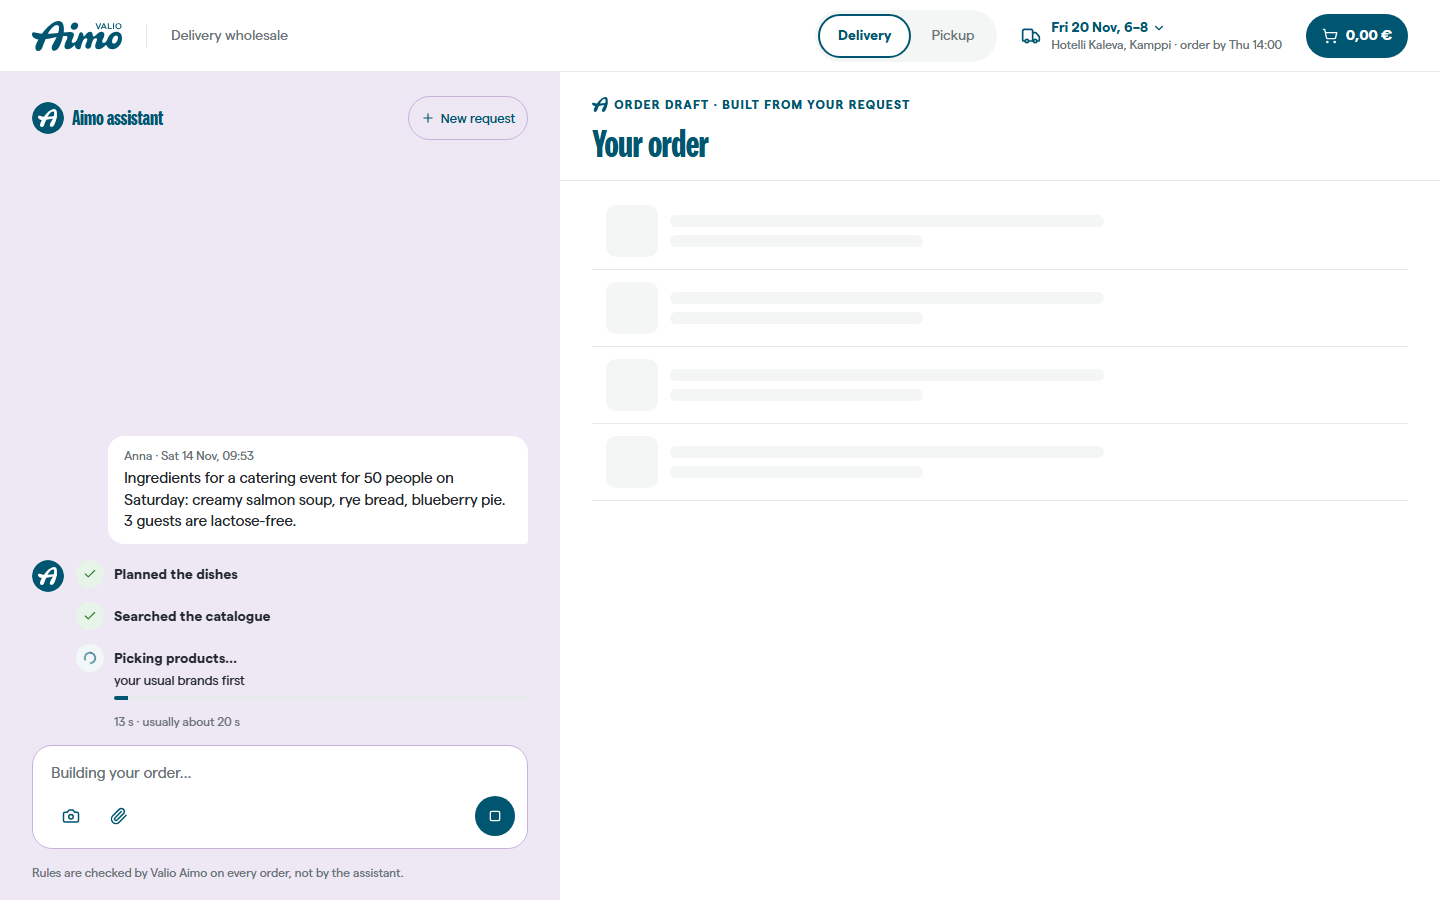 VALIO
Aimo
Delivery wholesale
Delivery
Pickup
Fri 20 Nov, 6–8
Hotelli Kaleva, Kamppi · order by Thu 14:00
0,00 €
Aimo assistant
New request
ORDER DRAFT · BUILT FROM YOUR REQUEST
Your order
Anna · Sat 14 Nov, 09:53
Ingredients for a catering event for 50 people on
Saturday: creamy salmon soup, rye bread, blueberry pie.
3 guests are lactose-free.
Planned the dishes
Searched the catalogue
Picking products...
your usual brands first
13 s · usually about 20 s
Building your order...
Rules are checked by Valio Aimo on every order, not by the assistant.